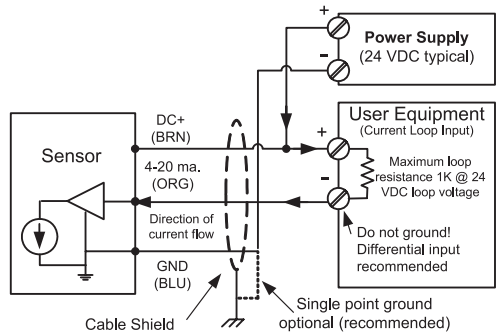 +
Power Supply
(24 VDC typical)
-
User Equipment
(Current Loop Input)
+
Maximum loop
resistance 1K @ 24
VDC loop voltage
-
Do not ground!
Differential input
recommended
Sensor
DC+
(BRN)
4-20 ma.
(ORG)
Direction of
current flow
GND
(BLU)
Cable Shield
Single point ground
optional (recommended)